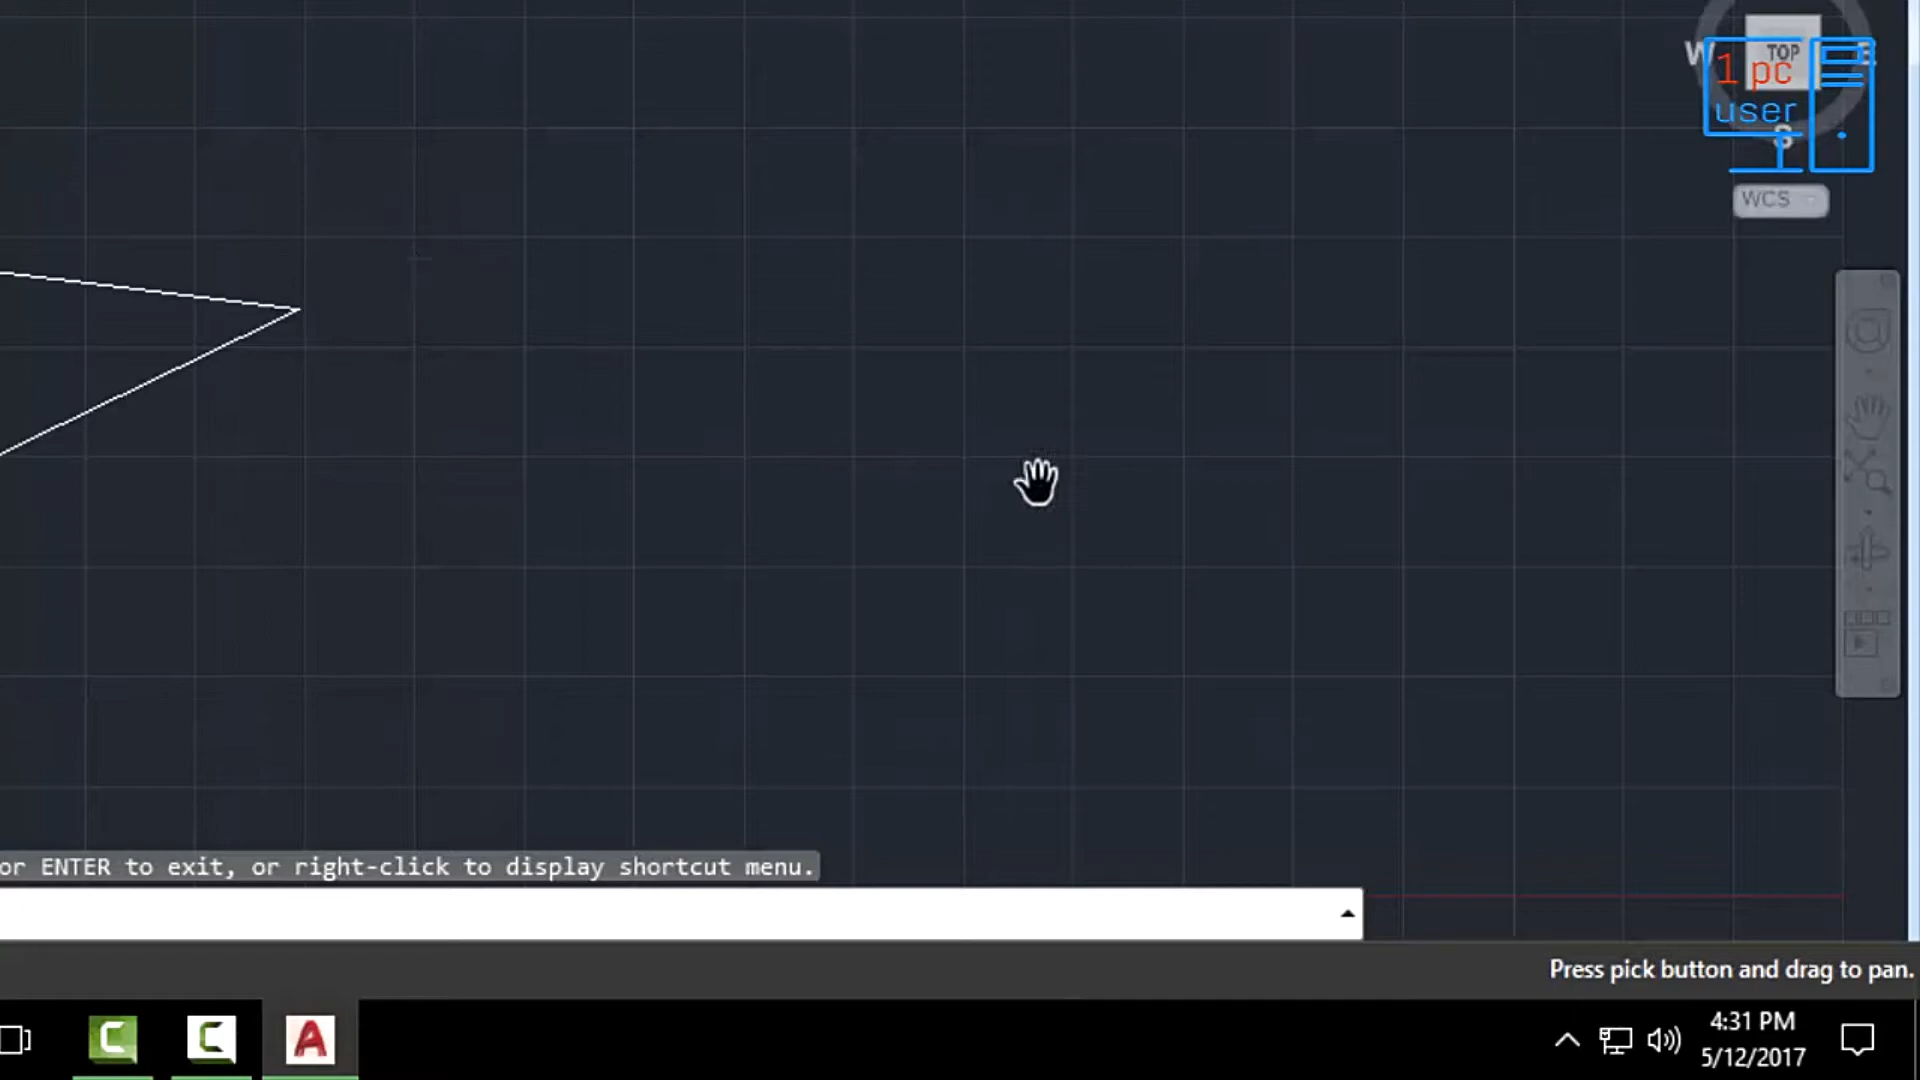 W
TOP
E
1 pc
user
S
WCS
or ENTER to exit, or right-click to display shortcut menu.
Press pick button and drag to pan.
4:31 PM
5/12/2017